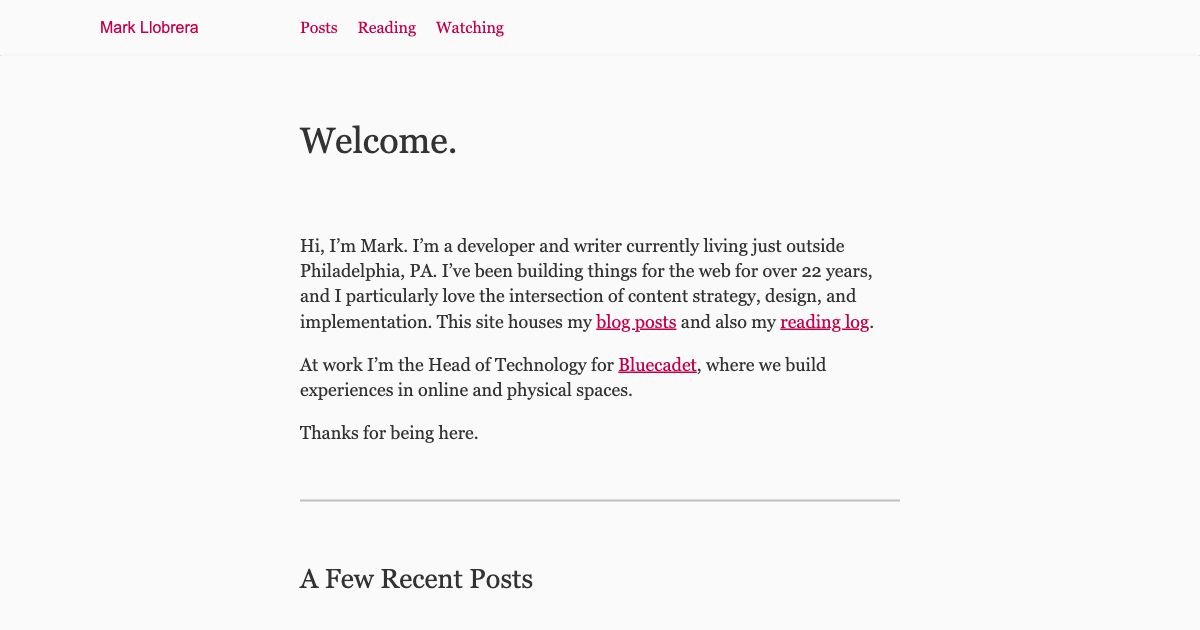 Mark Llobrera
Posts Reading Watching
Welcome.
Hi, I’m Mark. I’m a developer and writer currently living just outside
Philadelphia, PA. I’ve been building things for the web for over 22 years,
and I particularly love the intersection of content strategy, design, and
implementation. This site houses my blog posts and also my reading log.
At work I’m the Head of Technology for Bluecadet, where we build
experiences in online and physical spaces.
Thanks for being here.
A Few Recent Posts